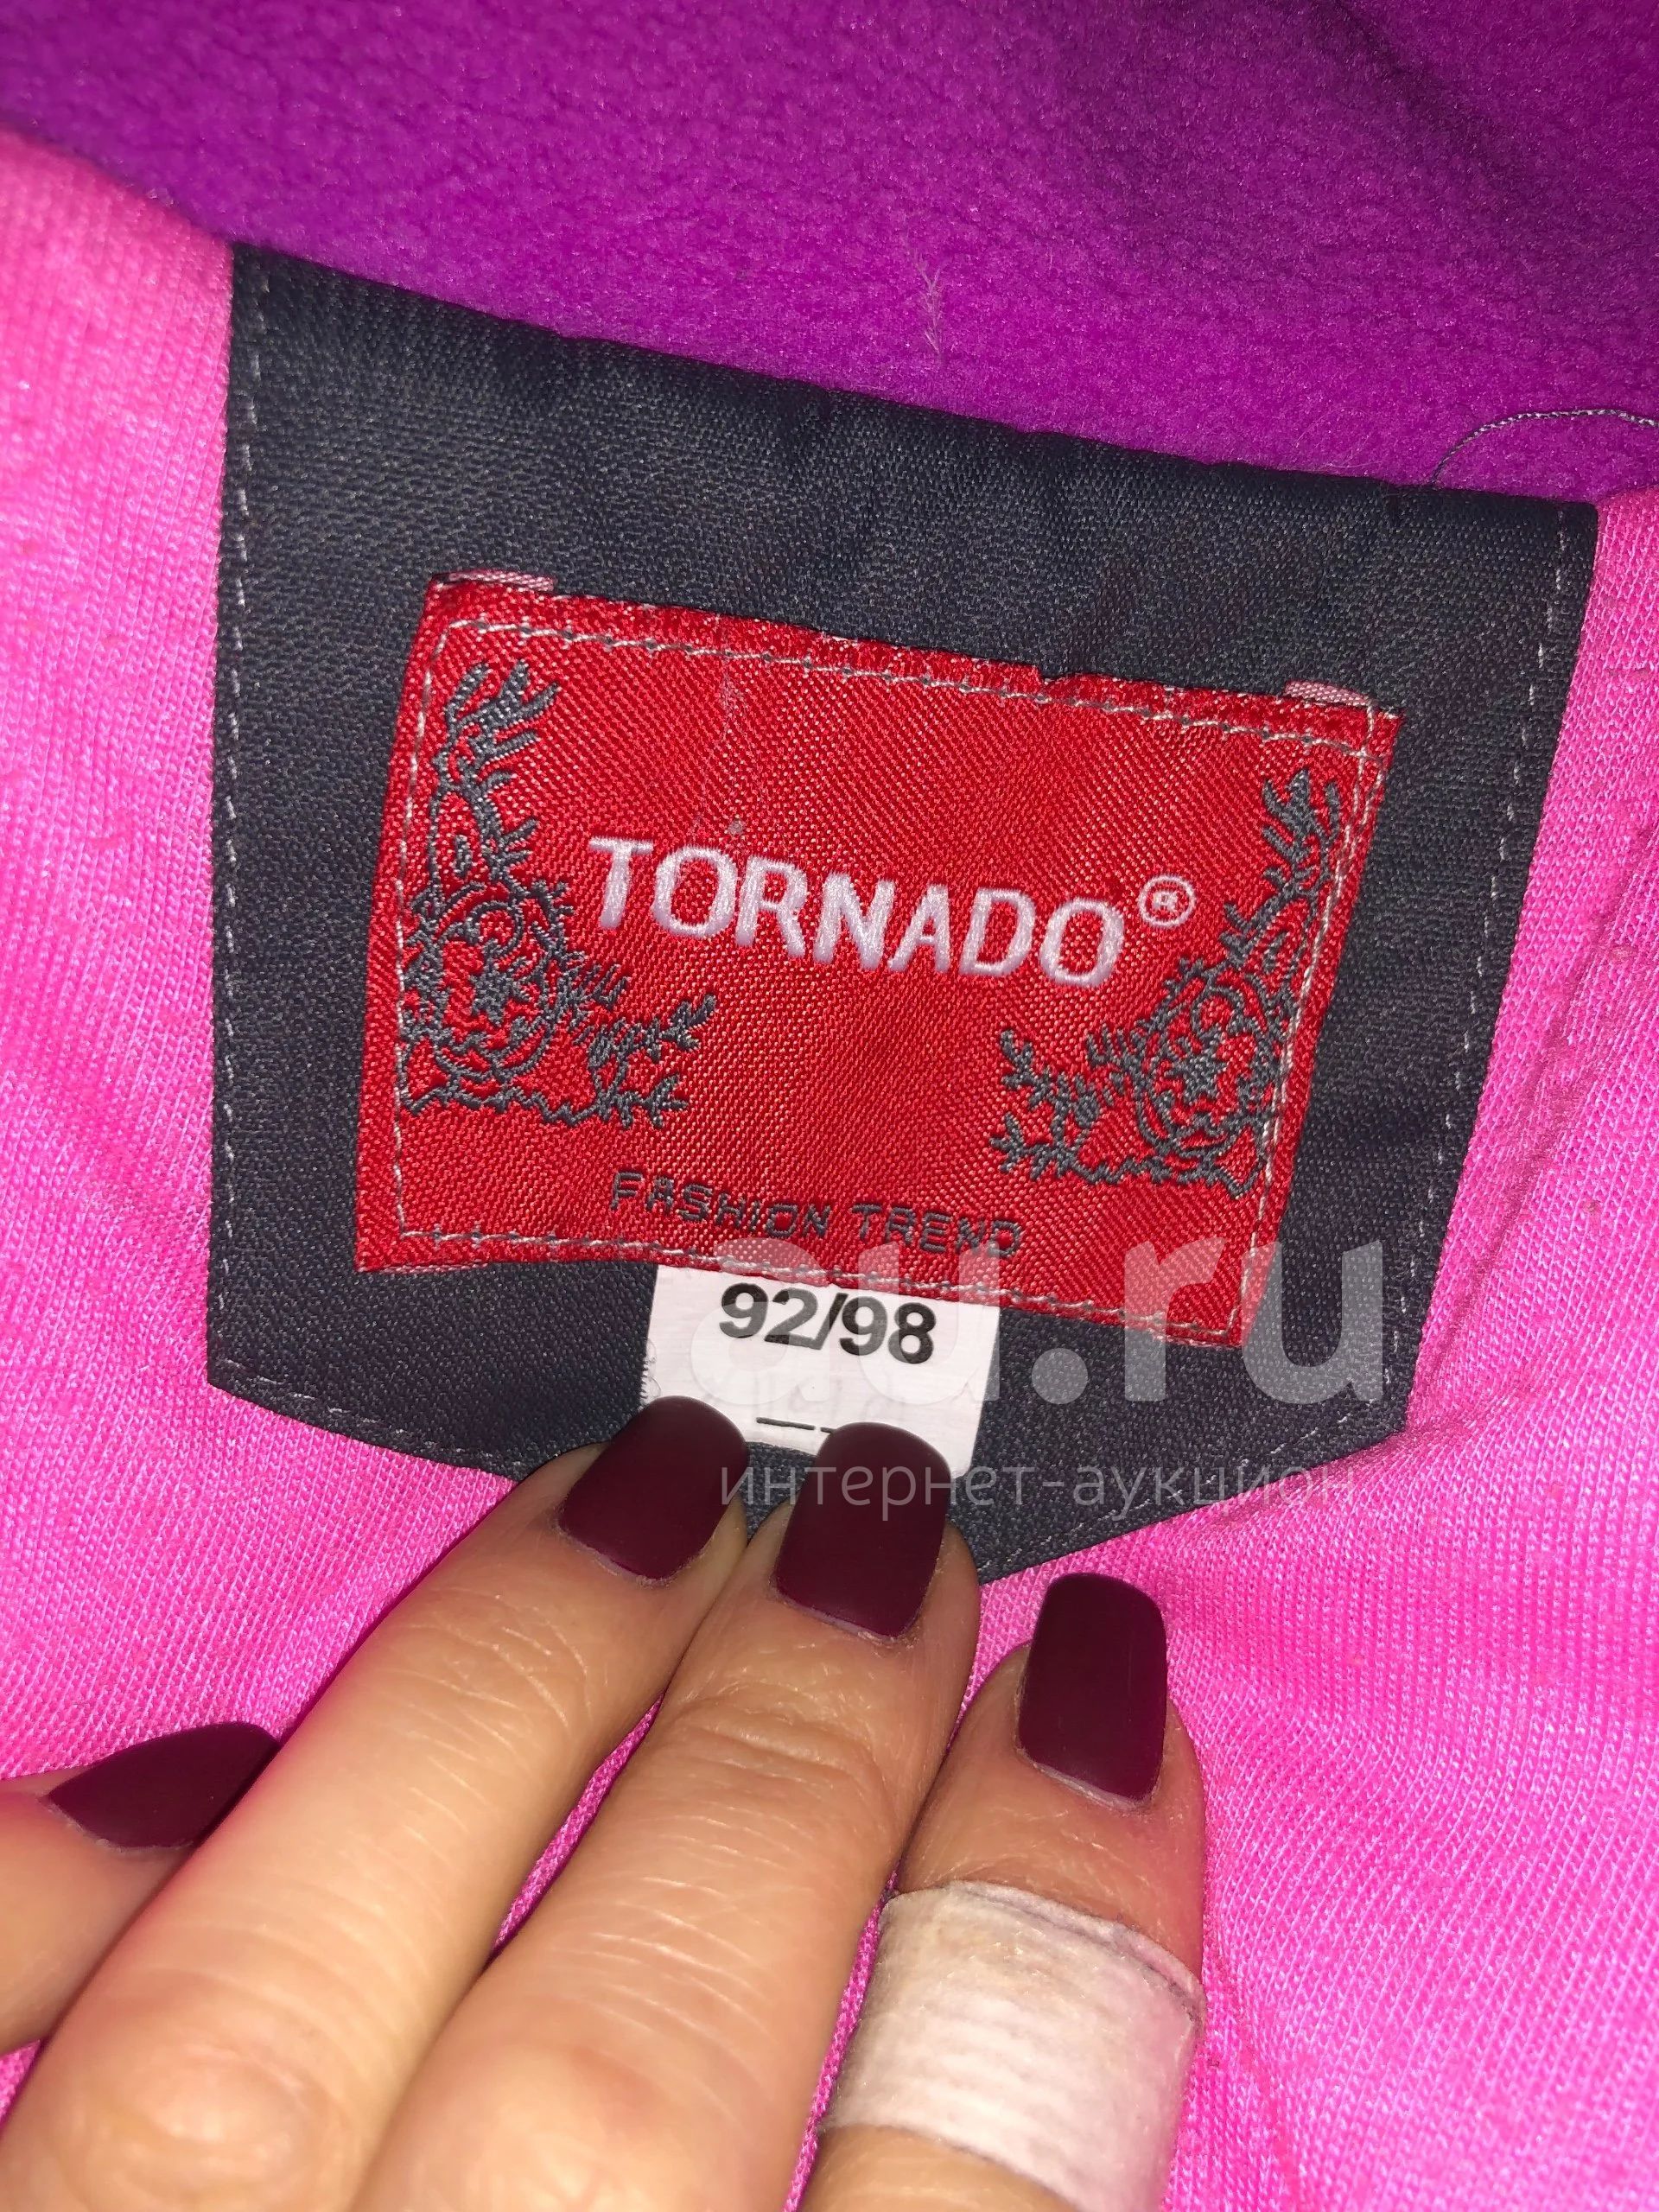 TORNADO®
FASHION TREND
92/98
au.ru
интернет-аукцион